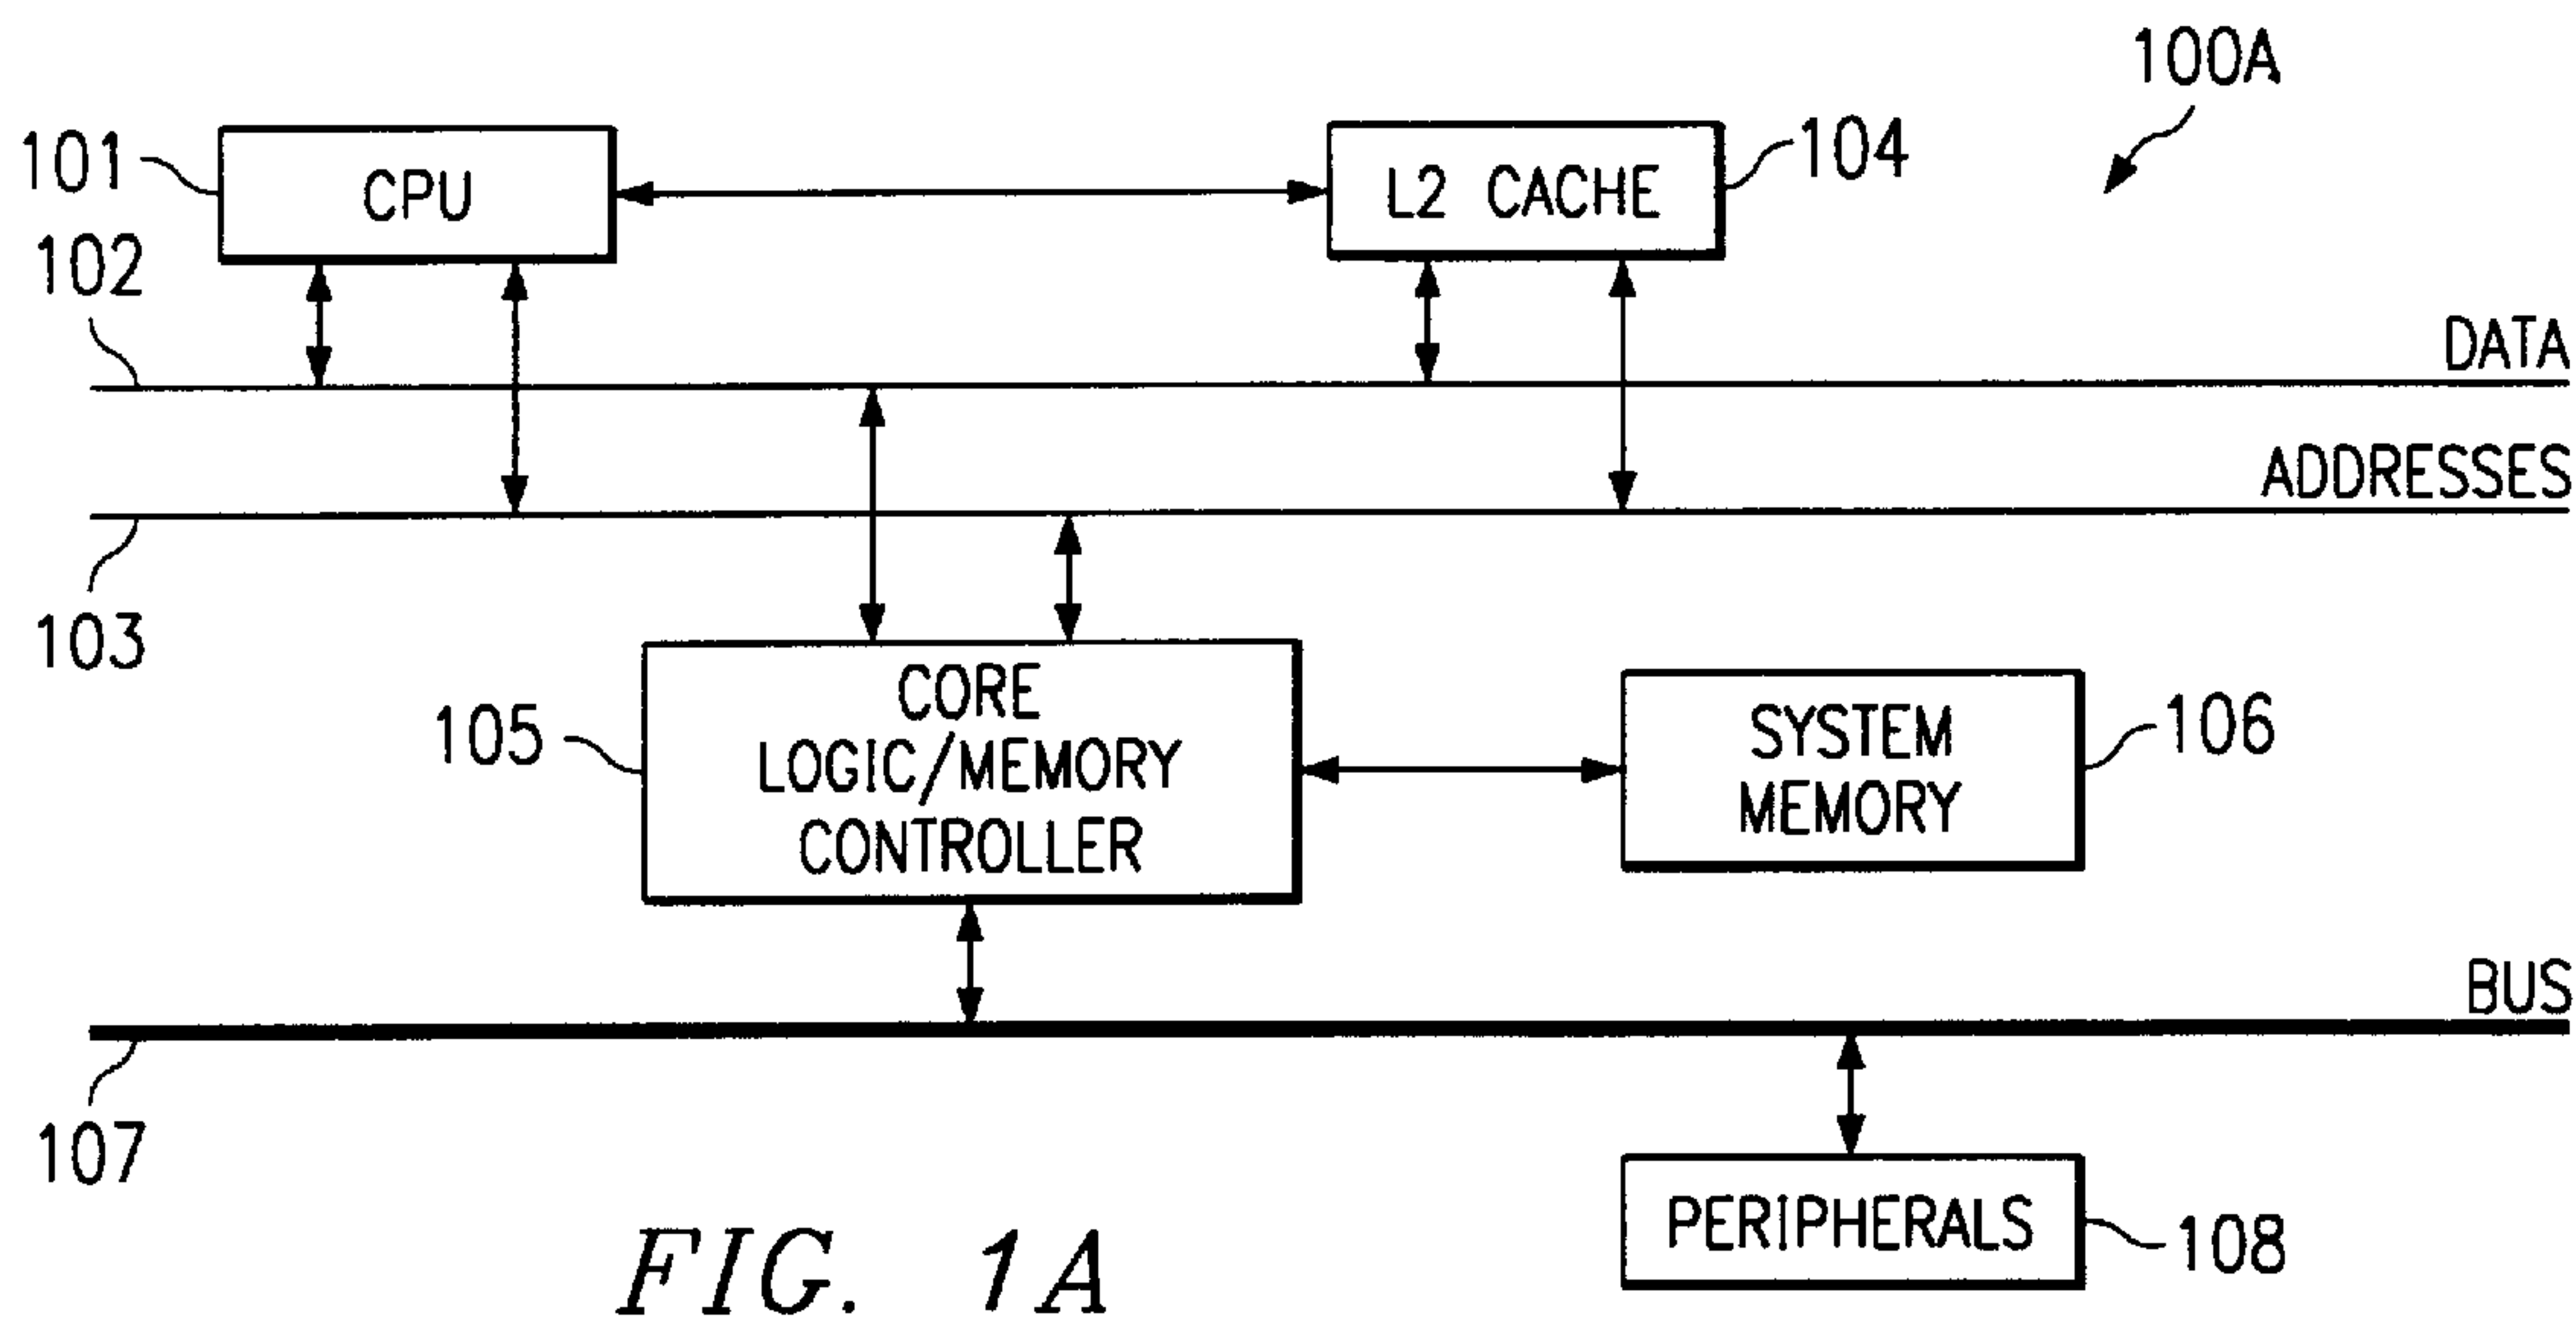 100A
101
CPU
L2 CACHE
104
102
DATA
ADDRESSES
103
105
CORE
LOGIC/MEMORY
CONTROLLER
SYSTEM
MEMORY
106
BUS
107
PERIPHERALS
108
FIG. 1A